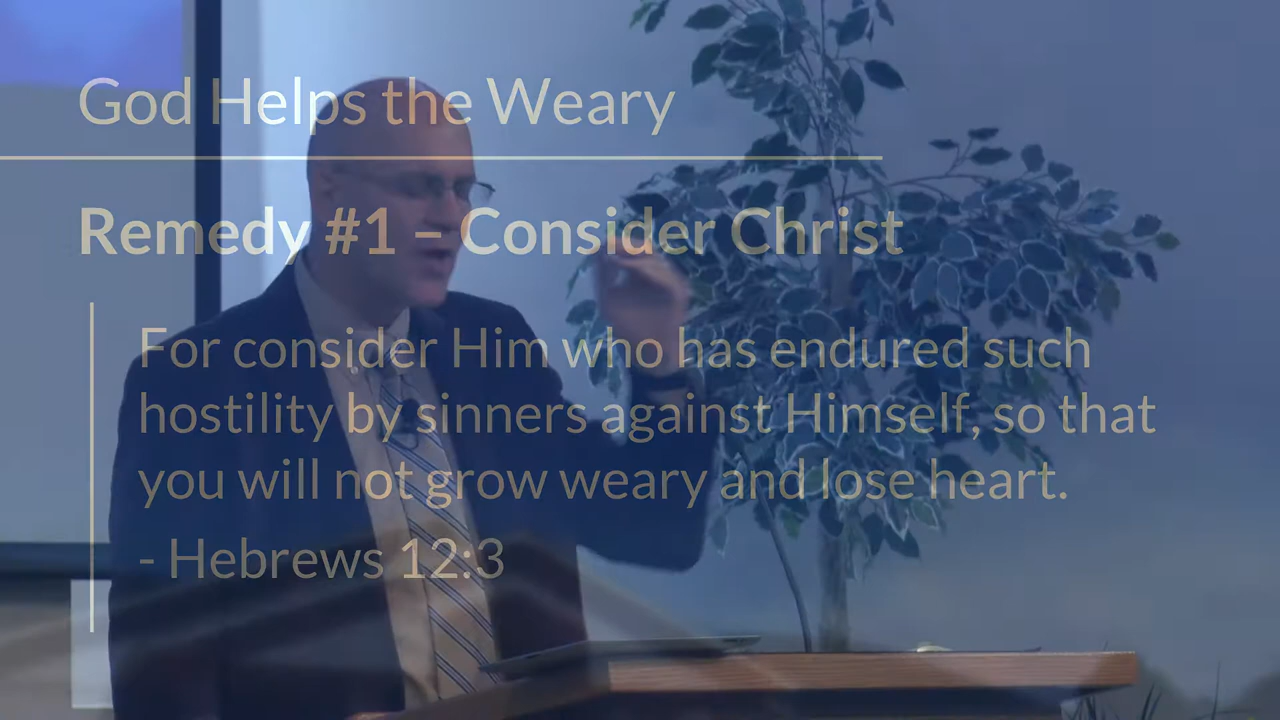 God Helps the Weary
Remedy #1 – Consider Christ
For consider Him who has endured such
hostility by sinners against Himself, so that
you will not grow weary and lose heart.
- Hebrews 12:3